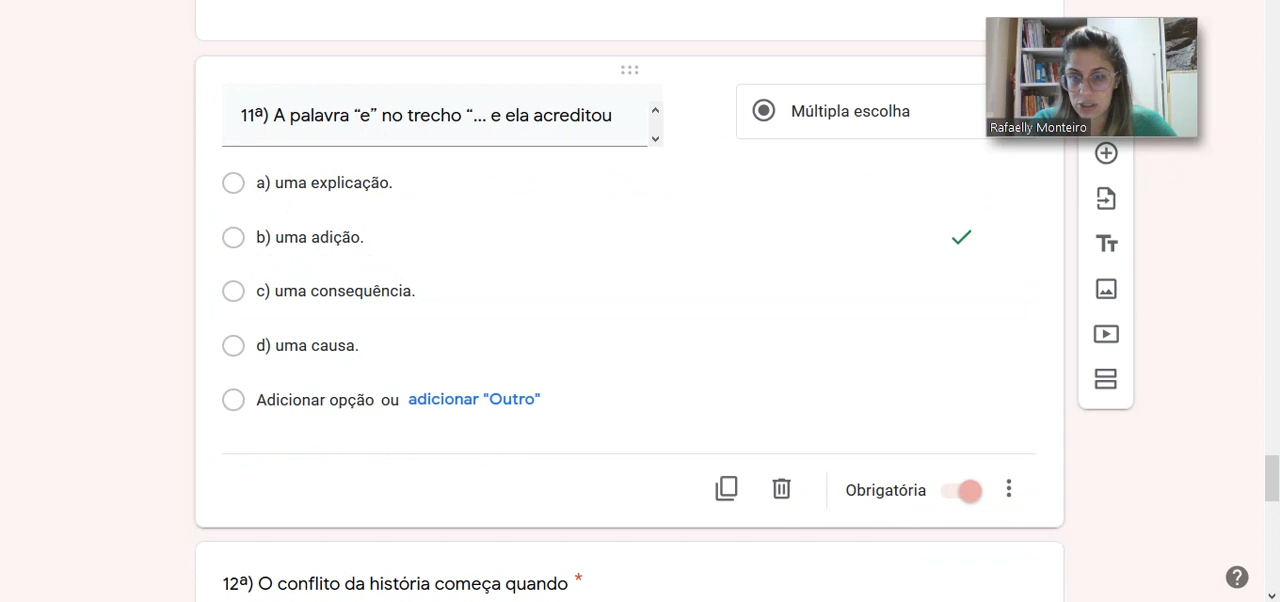 11ª) A palavra “e” no trecho “... e ela acreditou
Múltipla escolha
Rafaelly Monteiro
a) uma explicação.
b) uma adição.
c) uma consequência.
d) uma causa.
Adicionar opção ou adicionar "Outro"
Obrigatória
12ª) O conflito da história começa quando *